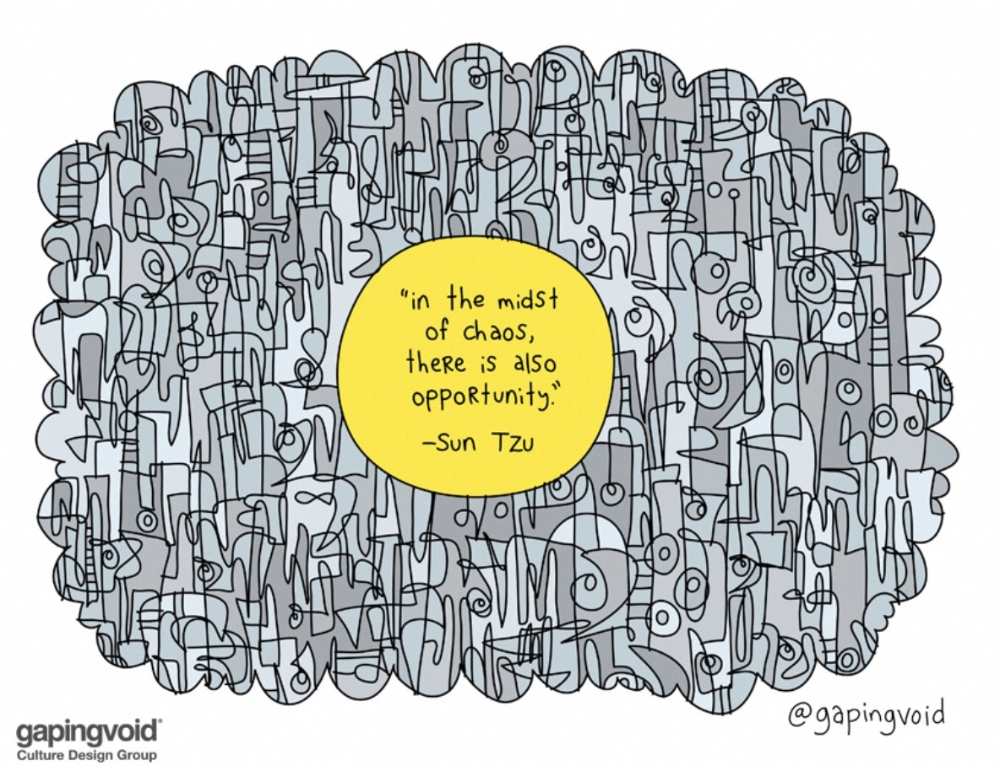 “in the midst
of chaos,
there is also
opportunity.”
–Sun Tzu
@gapingvoid
gapingvoid®
Culture Design Group